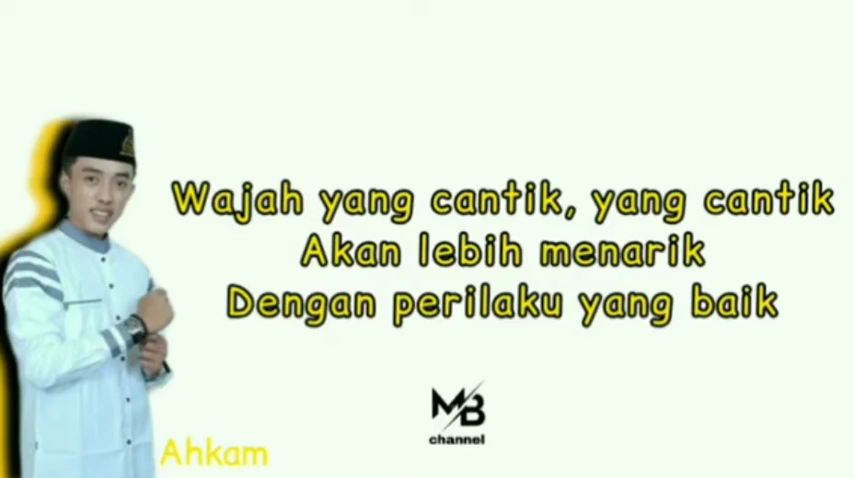 Wajah yang cantik, yang cantik
Akan lebih menarik
Dengan perilaku yang baik
MB
channel
Ahkam